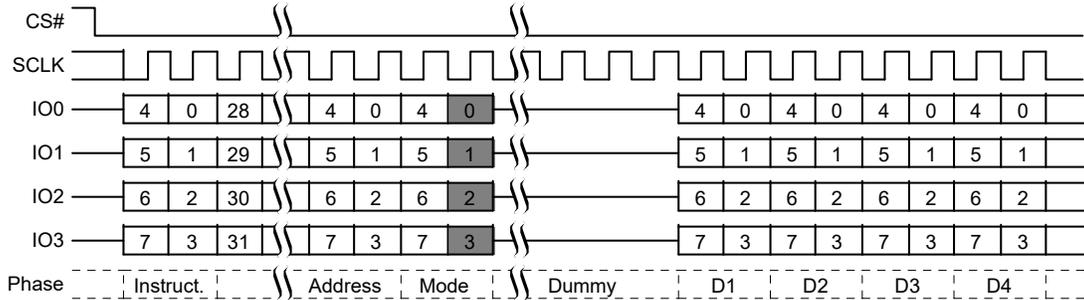 CS#
SCLK
IO0 4 0 28 4 0 4 0 4 0 4 0 4 0 4 0
IO1 5 1 29 5 1 5 1 5 1 5 1 5 1 5 1
IO2 6 2 30 6 2 6 2 6 2 6 2 6 2 6 2
IO3 7 3 31 7 3 7 3 7 3 7 3 7 3 7 3
Phase Instruct. Address Mode Dummy D1 D2 D3 D4